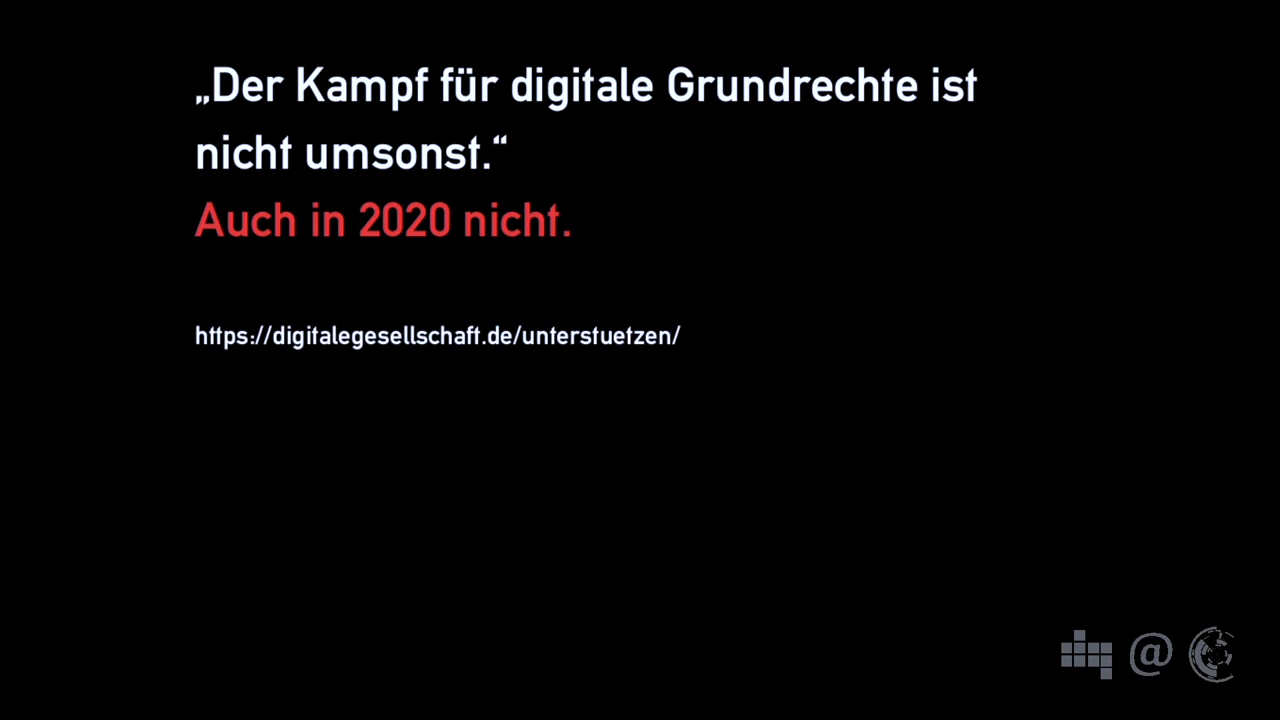 „Der Kampf für digitale Grundrechte ist
nicht umsonst.“
Auch in 2020 nicht.
https://digitalegesellschaft.de/unterstuetzen/
@